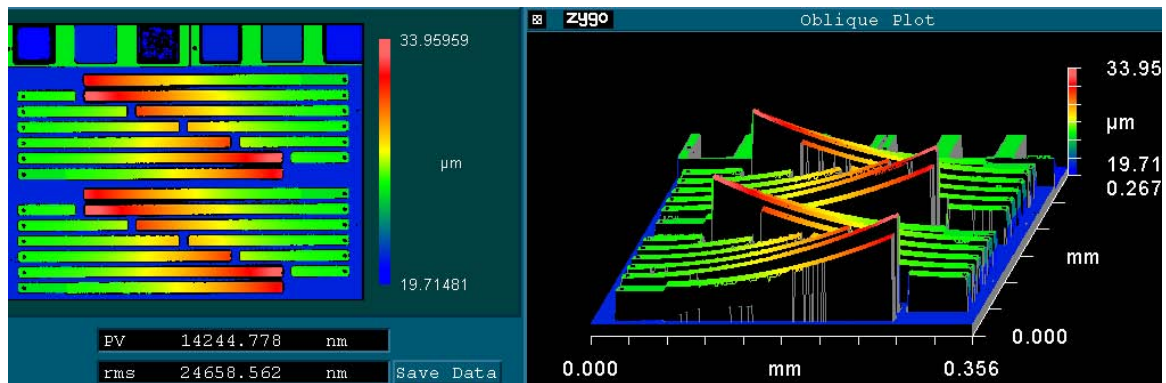 33.95959
µm
19.71481
PV 14244.778 nm
rms 24658.562 nm
Save Data
zygo Oblique Plot
33.95
µm
19.71
0.267
mm
0.000
0.000 mm 0.356